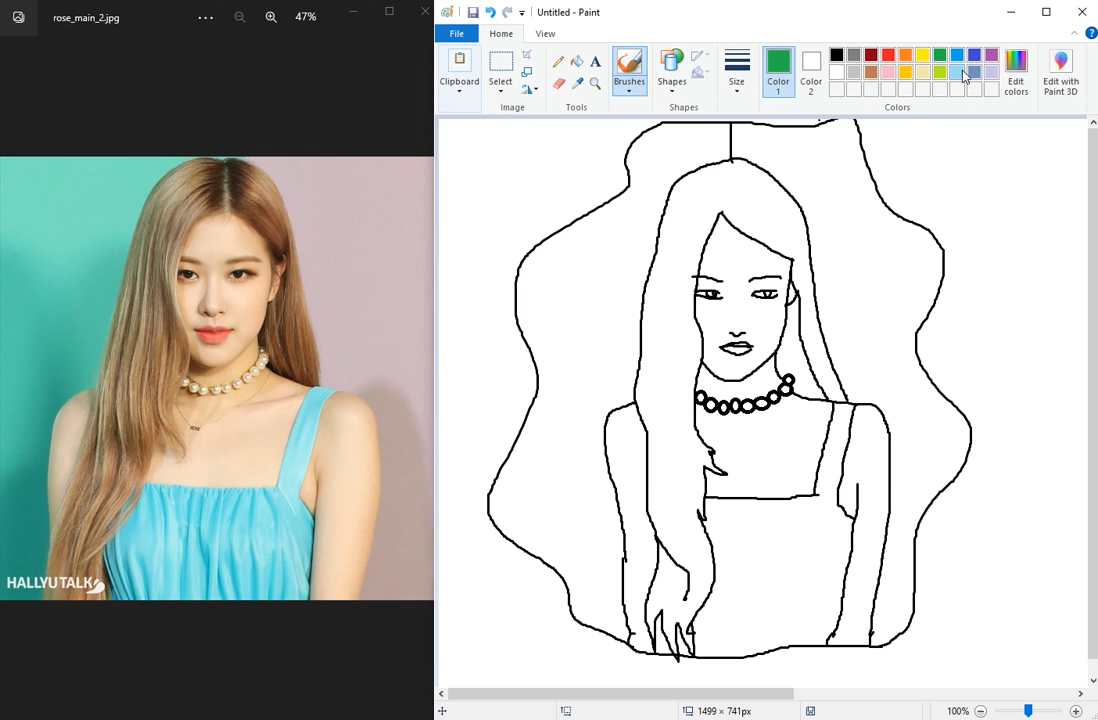 rose_main_2.jpg
47%
HALLYUTALK
Untitled - Paint
File
Home
View
Clipboard
Select
Image
A
Tools
Brushes
Shapes
Shapes
Size
Color
1
Color
2
Edit
colors
Colors
Edit with
Paint 3D
1499 × 741px
100%